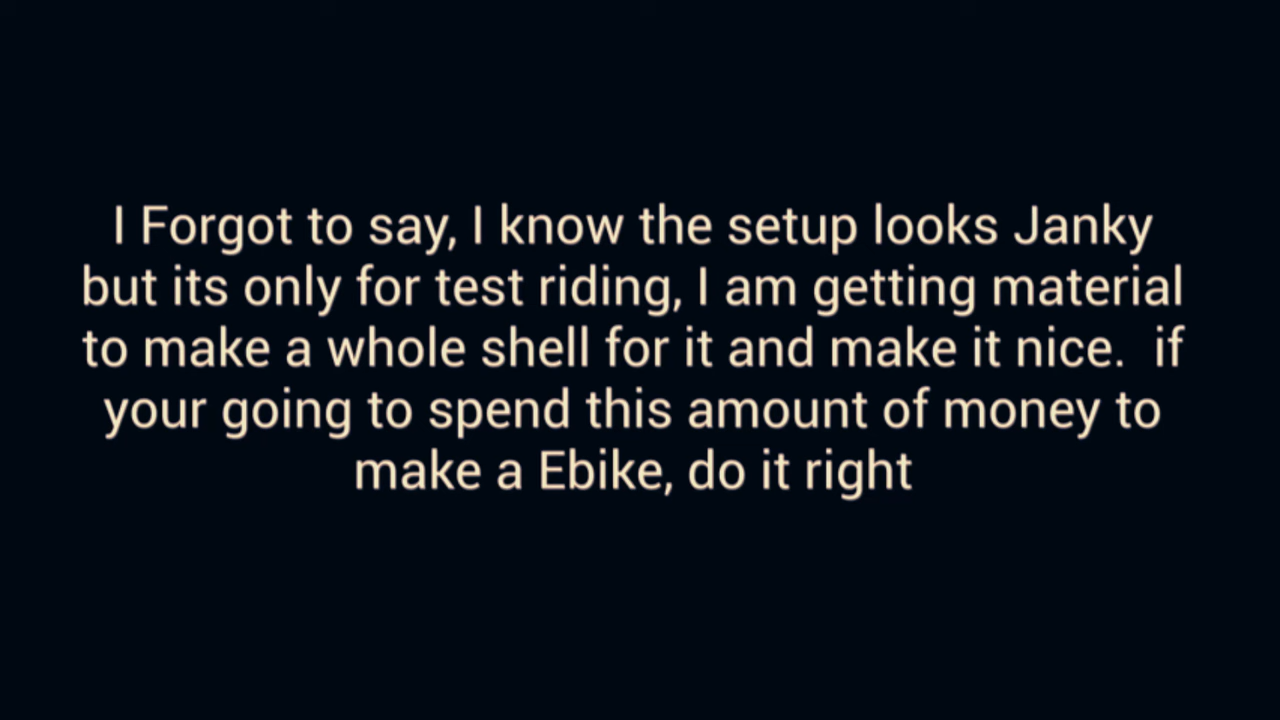 I Forgot to say, I know the setup looks Janky
but its only for test riding, I am getting material
to make a whole shell for it and make it nice.  if
your going to spend this amount of money to
make a Ebike, do it right